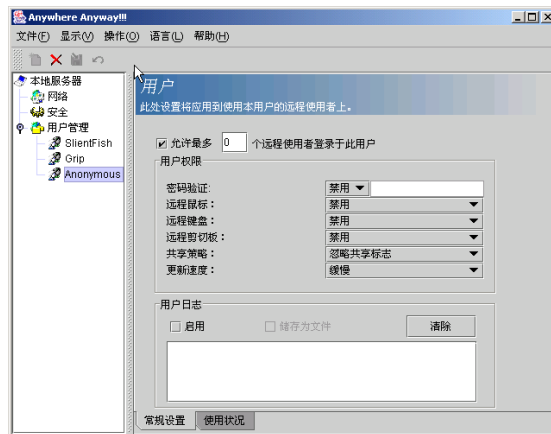 Anywhere Anyway!!!
文件(F) 显示(V) 操作(O) 语言(L) 帮助(H)
本地服务器
网络
安全
用户管理
SlientFish
Grip
Anonymous
用户
此处设置将应用到使用本用户的远程使用者上。
允许最多 0 个远程使用者登录于此用户
用户权限
密码验证: 禁用
远程鼠标： 禁用
远程键盘： 禁用
远程剪切板： 禁用
共享策略： 忽略共享标志
更新速度： 缓慢
用户日志
启用 储存为文件 清除
常规设置 使用状况